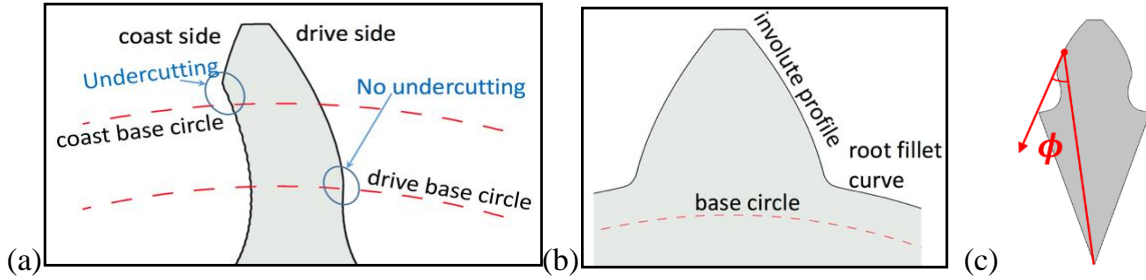 coast side
drive side
Undercutting
No undercutting
coast base circle
drive base circle
(a)
involute profile
root fillet
curve
base circle
(b)
ϕ
(c)